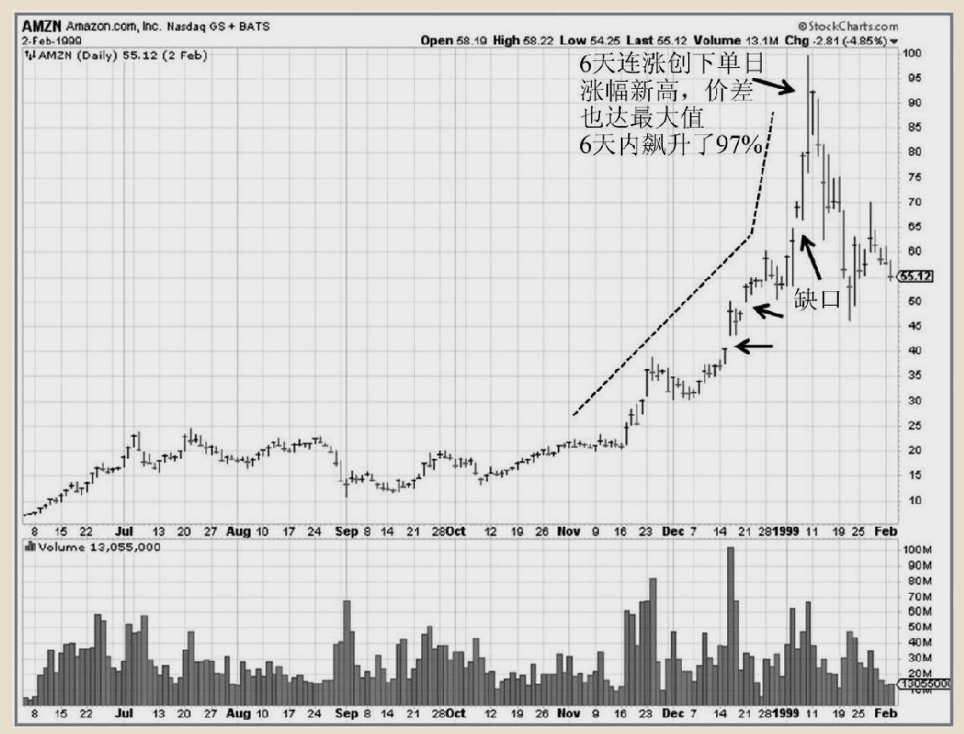 AMZN Amazon.com, Inc. Nasdaq GS + BATS
© StockCharts.com
2-Feb-1999
Open 58.19 High 58.22 Low 54.25 Last 55.12 Volume 13.1M Chg -2.81 (-4.85%)
AMZN (Daily) 55.12 (2 Feb)
6天连涨创下单日
涨幅新高，价差
也达最大值
6天内飙升了97%
缺口
100
95
90
85
80
75
70
65
60
55.12
50
45
40
35
30
25
20
15
10
8 15 22 Jul 13 20 27 Aug 10 17 24 Sep 8 14 21 28 Oct 12 19 26 Nov 9 16 23 Dec 7 14 21 28 1999 11 19 25 Feb
Volume 13,055,000
100M
90M
80M
70M
60M
50M
40M
30M
20M
13055000
10M
8 15 22 Jul 13 20 27 Aug 10 17 24 Sep 8 14 21 28 Oct 12 19 26 Nov 9 16 23 Dec 7 14 21 28 1999 11 19 25 Feb